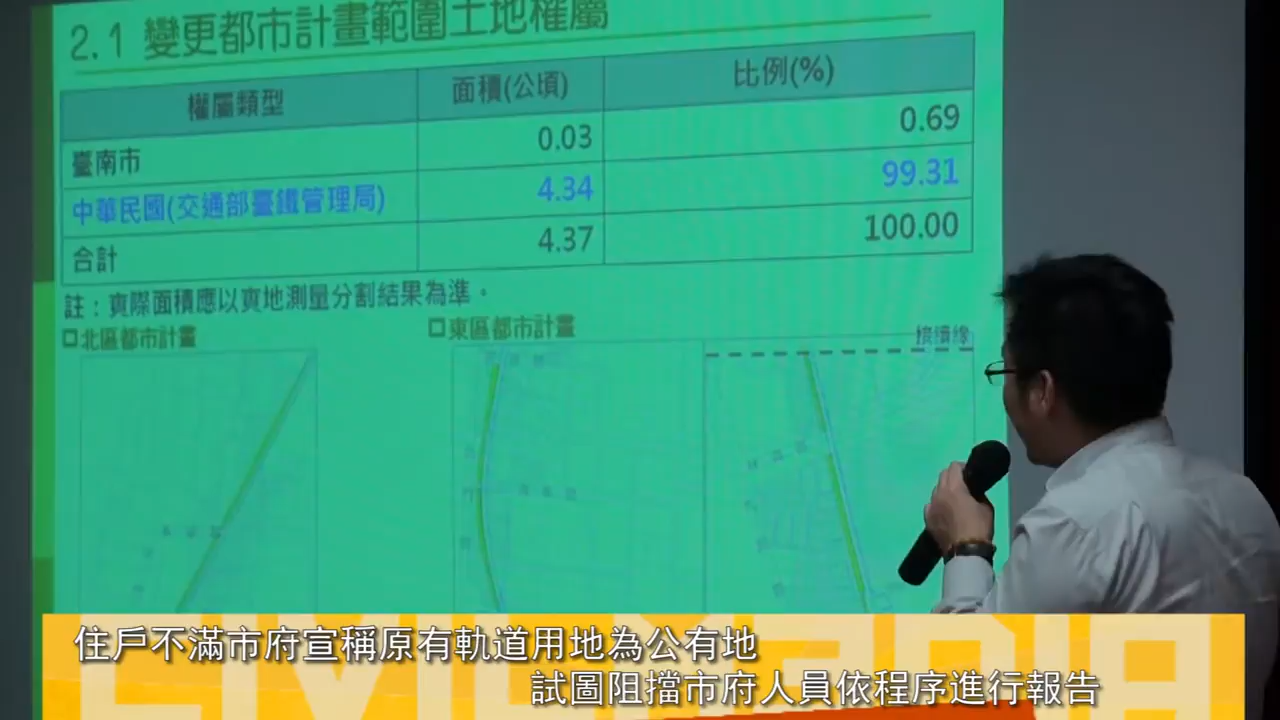 2.1 變更都市計畫範圍土地權屬
權屬類型 面積(公頃) 比例(%)
臺南市 0.03 0.69
中華民國(交通部臺鐵管理局) 4.34 99.31
合計 4.37 100.00
註：實際面積應以實地測量分割結果為準。
北區都市計畫 東區都市計畫
接續線
住戶不滿市府宣稱原有軌道用地為公有地
試圖阻擋市府人員依程序進行報告